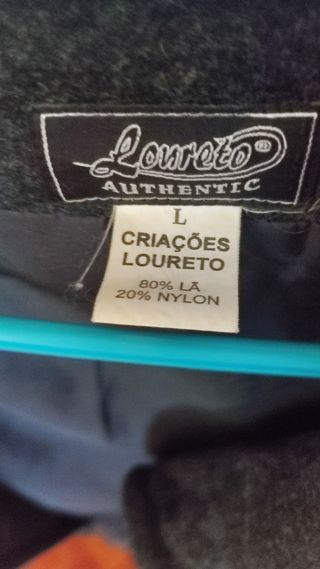 Loureto
AUTHENTIC
L
CRIAÇÕES
LOURETO
80% LÃ
20% NYLON